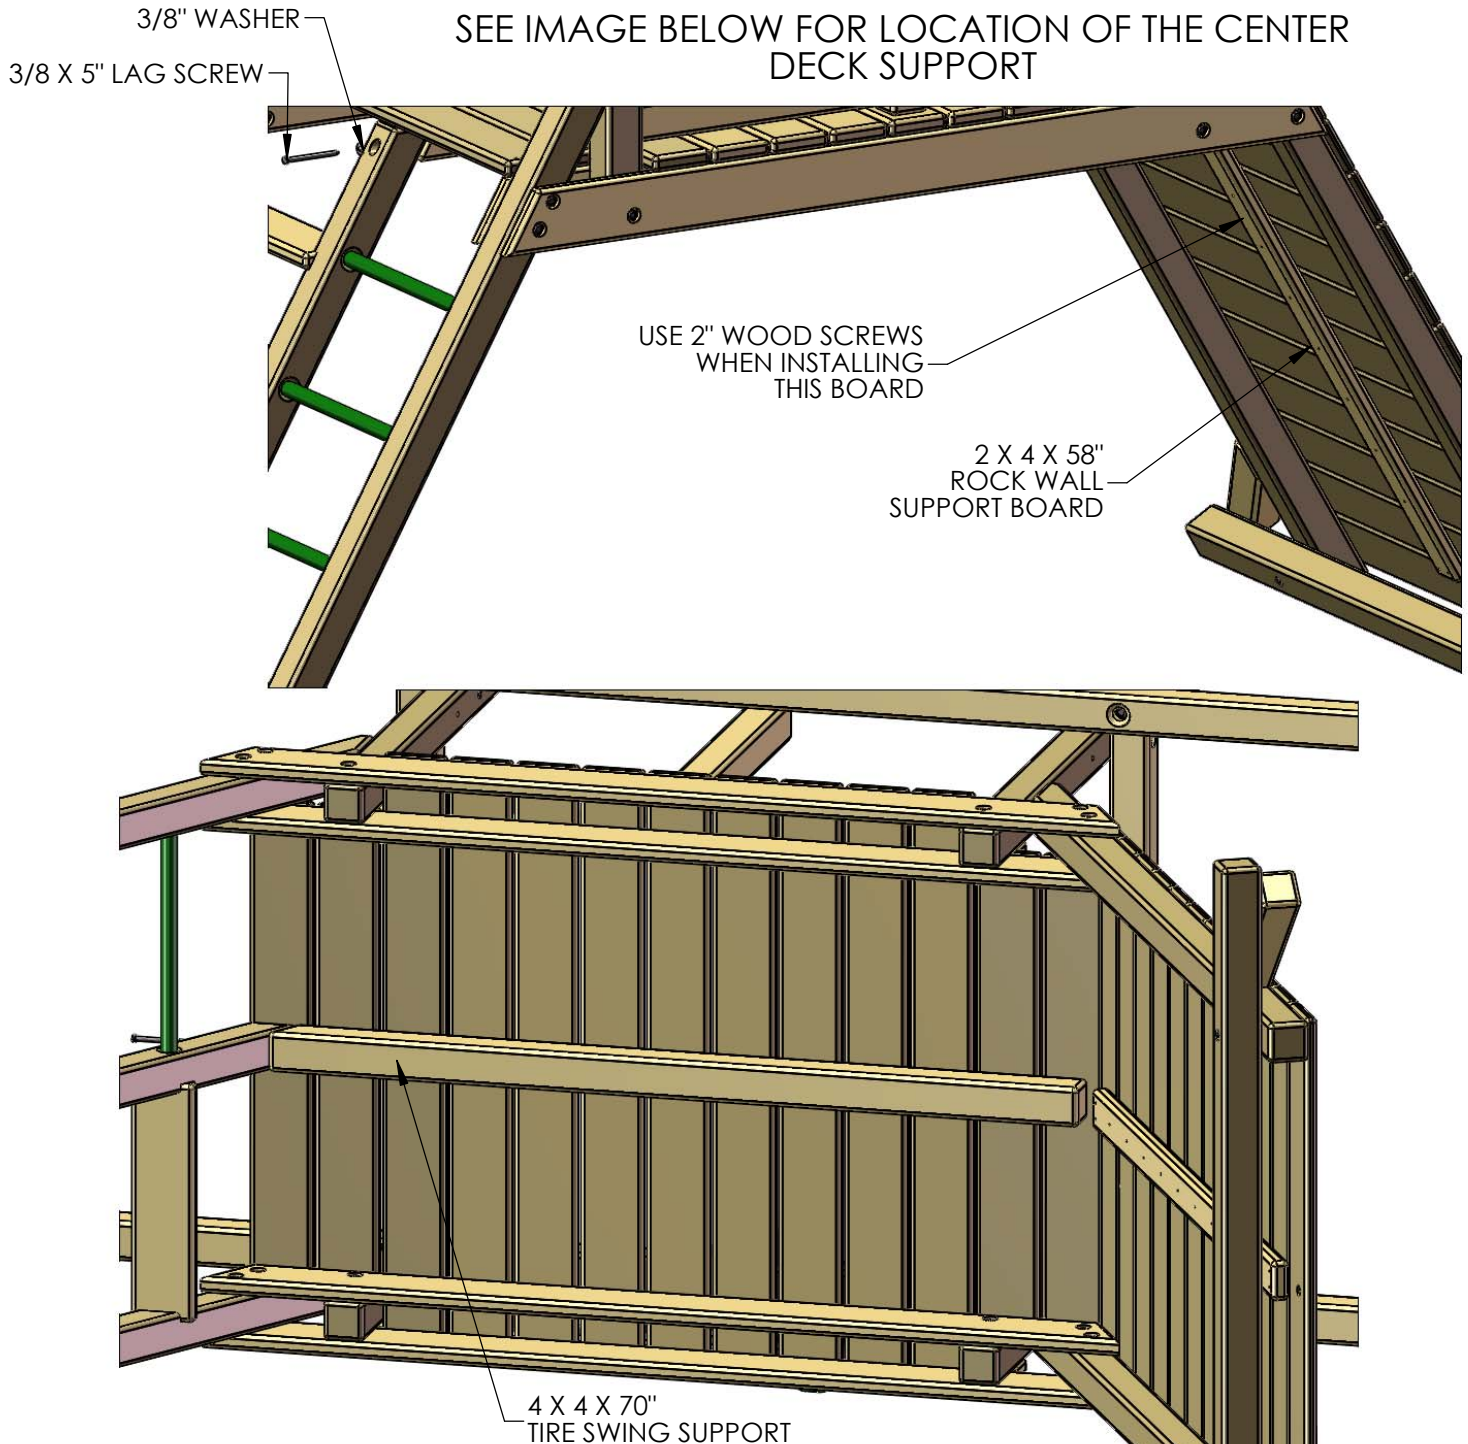 3/8" WASHER
SEE IMAGE BELOW FOR LOCATION OF THE CENTER
DECK SUPPORT
3/8 X 5" LAG SCREW
USE 2" WOOD SCREWS
WHEN INSTALLING
THIS BOARD
2 X 4 X 58"
ROCK WALL
SUPPORT BOARD
4 X 4 X 70"
TIRE SWING SUPPORT